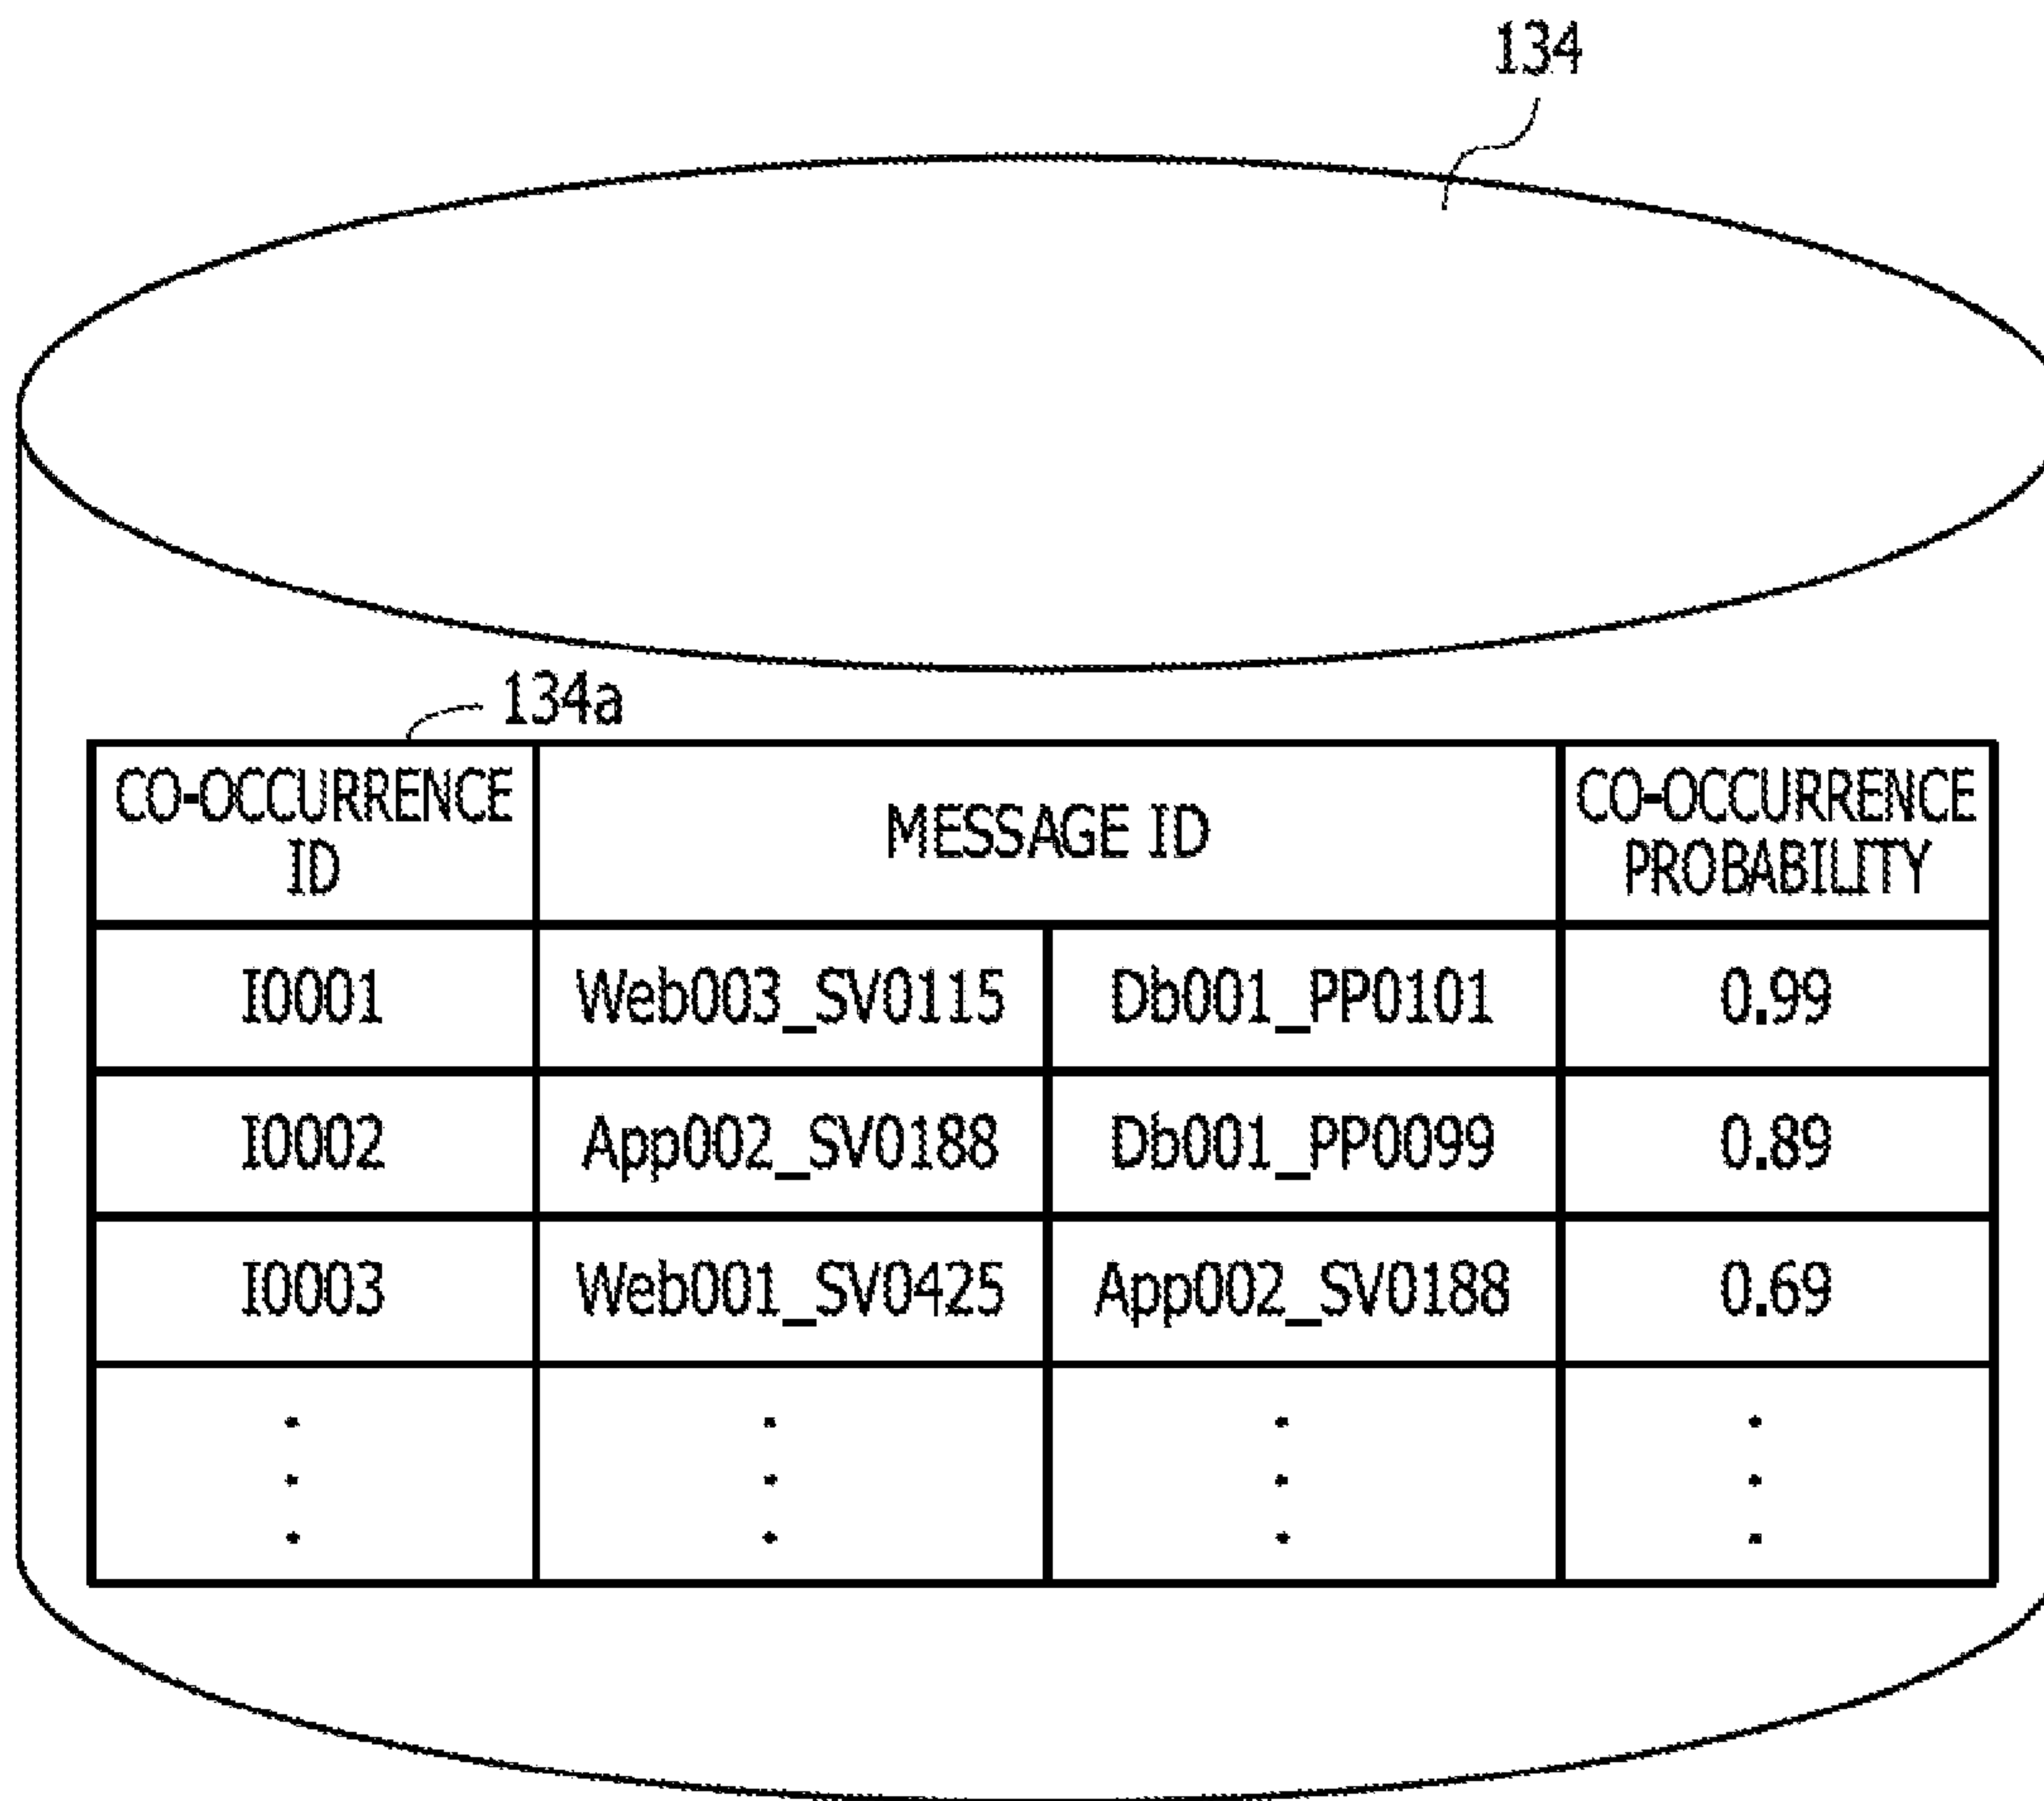 134
134a
CO-OCCURRENCE ID MESSAGE ID CO-OCCURRENCE PROBABILITY
I0001 Web003_SV0115 Db001_PP0101 0.99
I0002 App002_SV0188 Db001_PP0099 0.89
I0003 Web001_SV0425 App002_SV0188 0.69